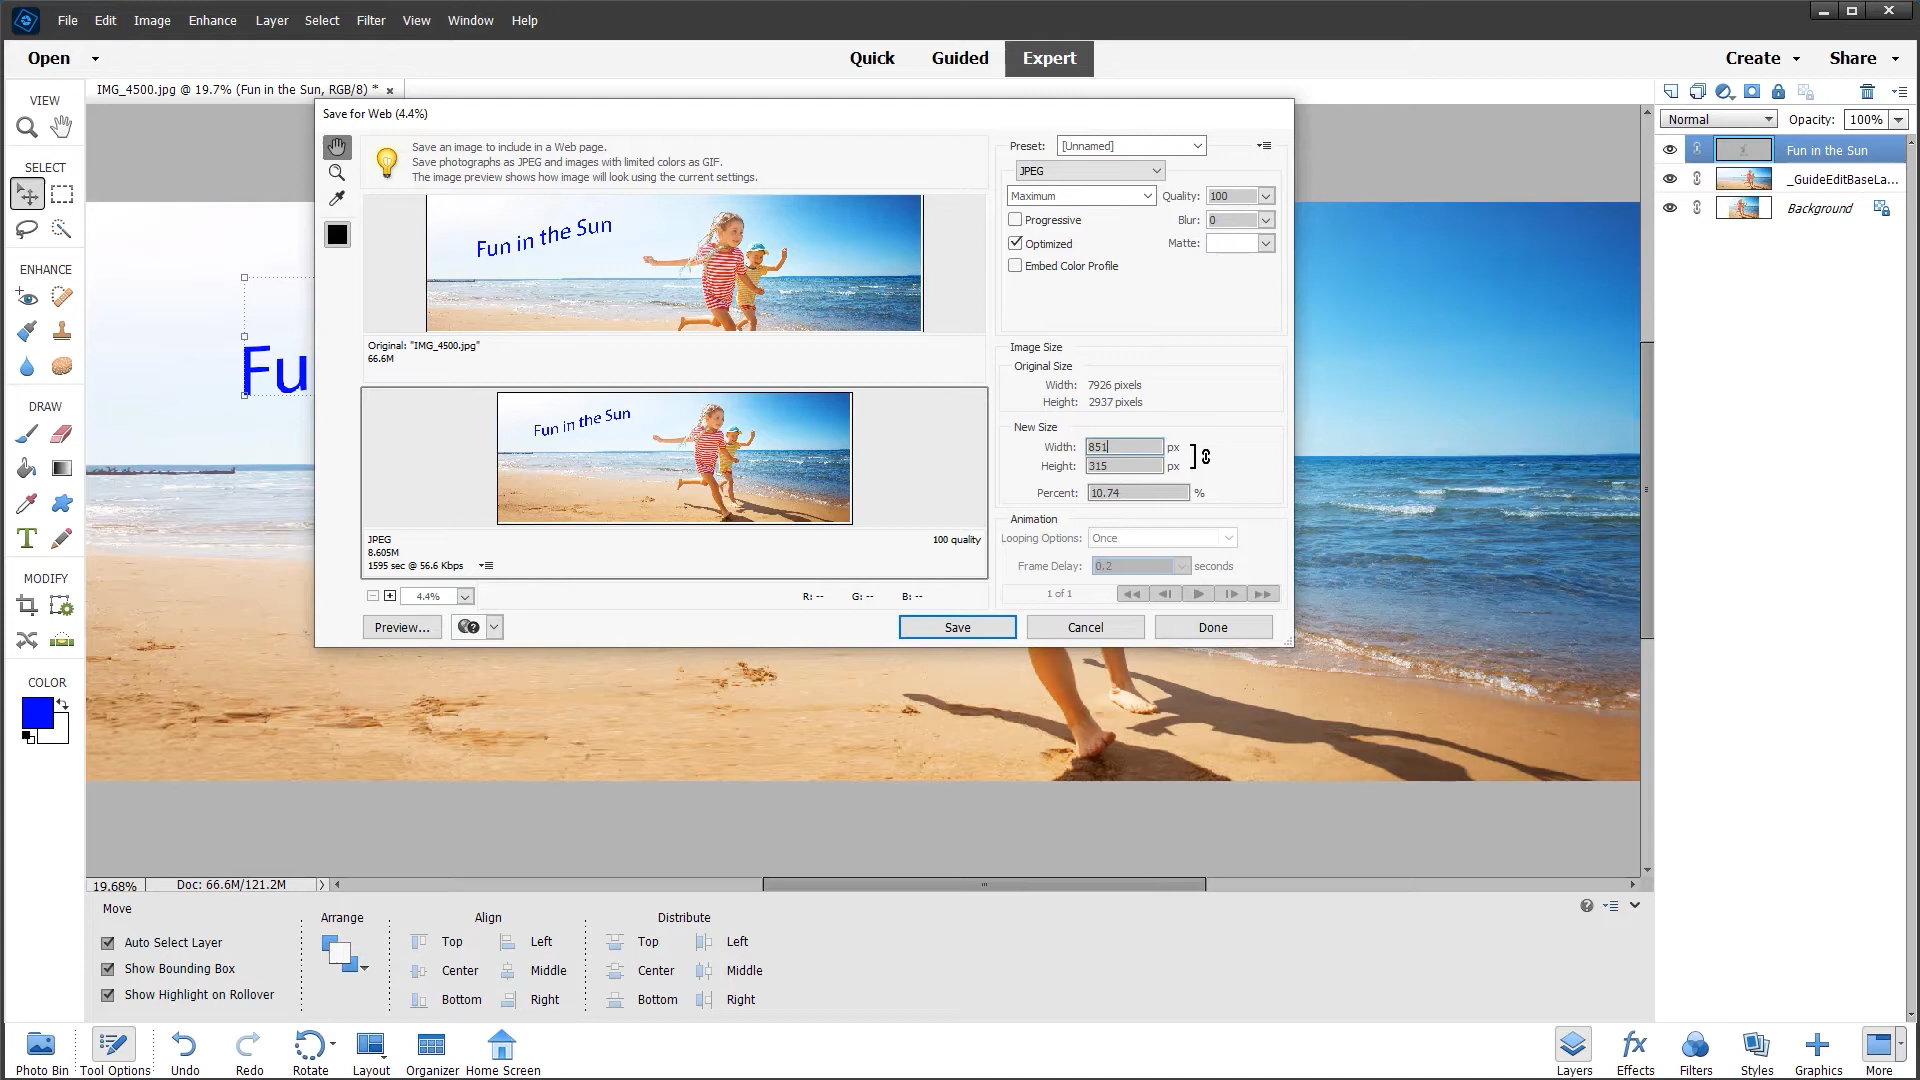 File Edit Image Enhance Layer Select Filter View Window Help
Open Quick Guided Expert Create Share
VIEW
SELECT
ENHANCE
DRAW
T
MODIFY
COLOR
IMG_4500.jpg @ 19.7% (Fun in the Sun, RGB/8) * ×
Fu
Save for Web (4.4%)
Save an image to include in a Web page.
Save photographs as JPEG and images with limited colors as GIF.
The image preview shows how image will look using the current settings.
Fun in the Sun
Original: "IMG_4500.jpg"
66.6M
Fun in the Sun
JPEG 100 quality
8.605M
1595 sec @ 56.6 Kbps
4.4% R: -- G: -- B: --
Preview... Save Cancel Done
Preset: [Unnamed]
JPEG
Maximum Quality: 100
Progressive Blur: 0
Optimized Matte:
Embed Color Profile
Image Size
Original Size
Width: 7926 pixels
Height: 2937 pixels
New Size
Width: 851 px
Height: 315 px
Percent: 10.74 %
Animation
Looping Options: Once
Frame Delay: 0.2 seconds
1 of 1
Normal Opacity: 100%
Fun in the Sun
_GuideEditBaseLa...
Background
19.68% Doc: 66.6M/121.2M
Move
Auto Select Layer
Show Bounding Box
Show Highlight on Rollover
Arrange
Align
Top Left
Center Middle
Bottom Right
Distribute
Top Left
Center Middle
Bottom Right
Photo Bin Tool Options Undo Redo Rotate Layout Organizer Home Screen
fx
Layers Effects Filters Styles Graphics More